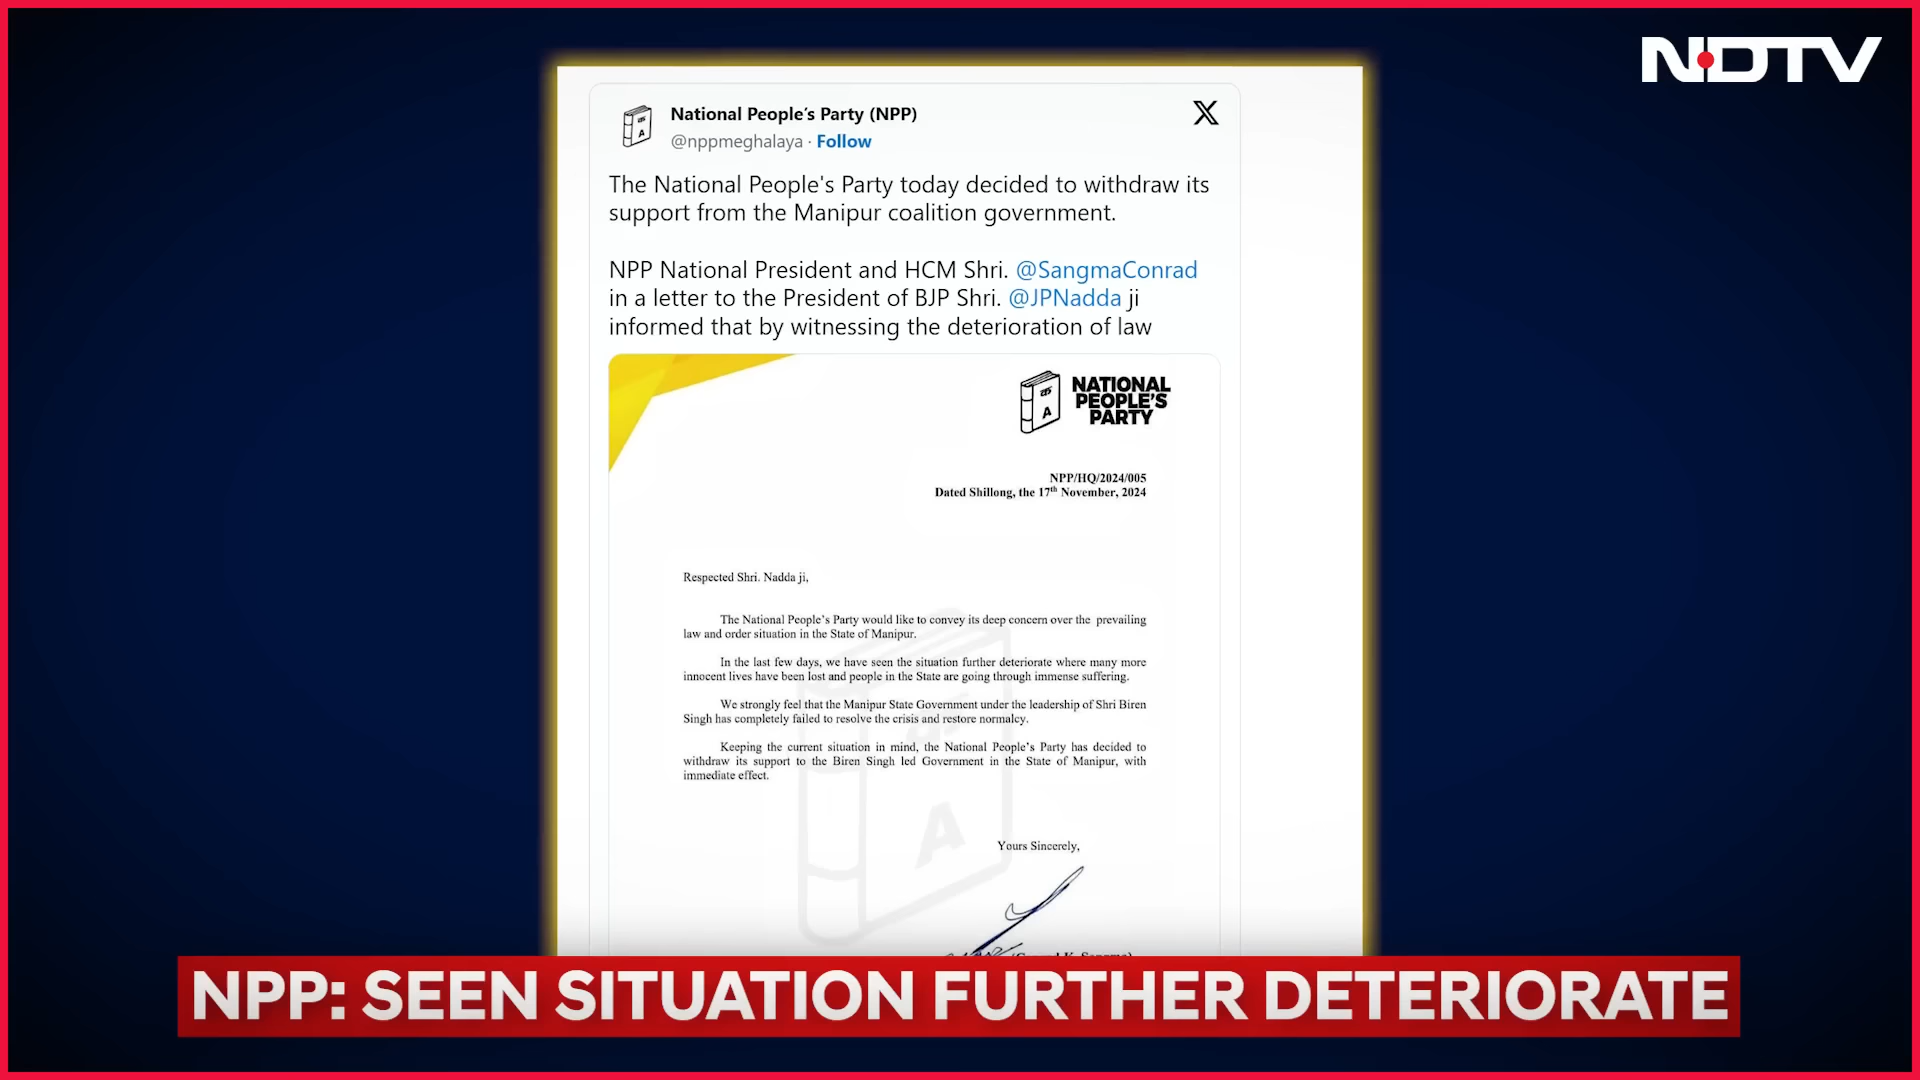 NDTV
National People's Party (NPP)
@nppmeghalaya · Follow
The National People's Party today decided to withdraw its
support from the Manipur coalition government.
NPP National President and HCM Shri. @SangmaConrad
in a letter to the President of BJP Shri. @JPNadda ji
informed that by witnessing the deterioration of law
NATIONAL
PEOPLE'S
PARTY
NPP/HQ/2024/005
Dated Shillong, the 17th November, 2024
Respected Shri. Nadda ji,
The National People's Party would like to convey its deep concern over the prevailing
law and order situation in the State of Manipur.
In the last few days, we have seen the situation further deteriorate where many more
innocent lives have been lost and people in the State are going through immense suffering.
We strongly feel that the Manipur State Government under the leadership of Shri Biren
Singh has completely failed to resolve the crisis and restore normalcy.
Keeping the current situation in mind, the National People's Party has decided to
withdraw its support to the Biren Singh led Government in the State of Manipur, with
immediate effect.
Yours Sincerely,
NPP: SEEN SITUATION FURTHER DETERIORATE